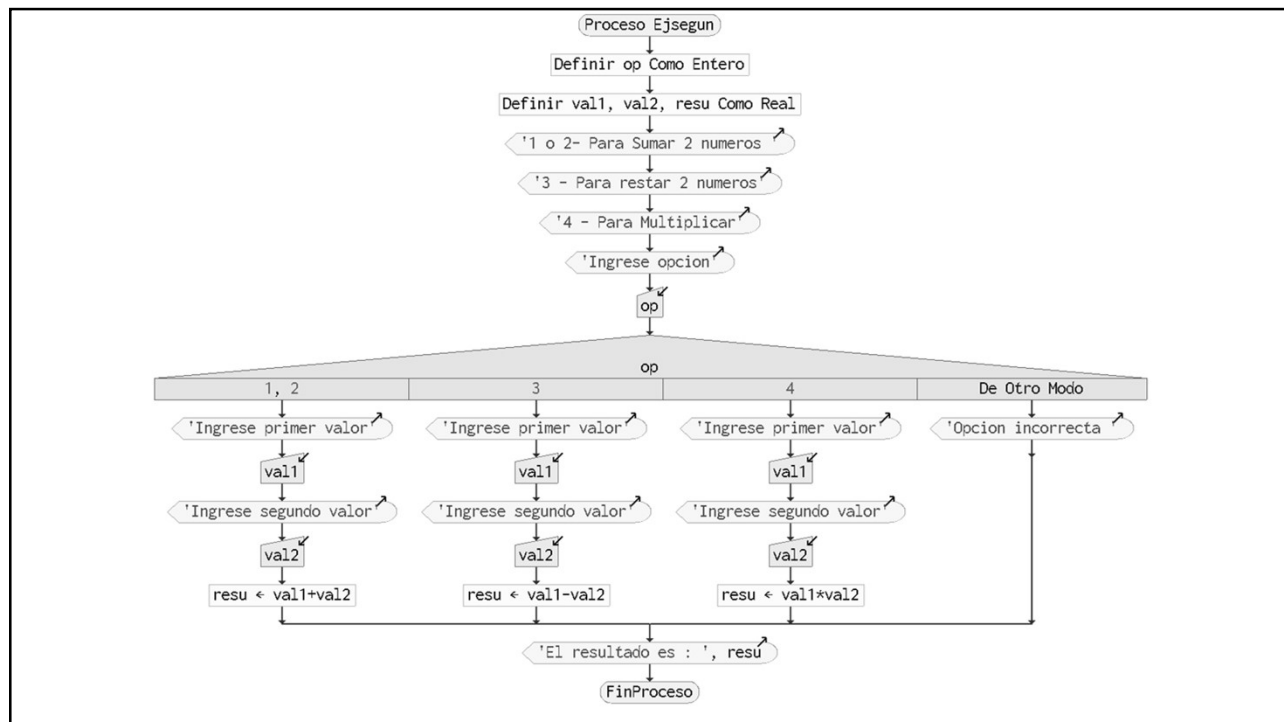 Proceso Ejsegun
Definir op Como Entero
Definir val1, val2, resu Como Real
'1 o 2- Para Sumar 2 numeros
'3 - Para restar 2 numeros'
'4 - Para Multiplicar'
'Ingrese opcion'
op
op
1, 2
'Ingrese primer valor'
val1
'Ingrese segundo valor'
val2
resu ← val1+val2
3
'Ingrese primer valor'
val1
'Ingrese segundo valor'
val2
resu ← val1-val2
4
'Ingrese primer valor'
val1
'Ingrese segundo valor'
val2
resu ← val1*val2
De Otro Modo
'Opcion incorrecta
'El resultado es : ', resu
FinProceso